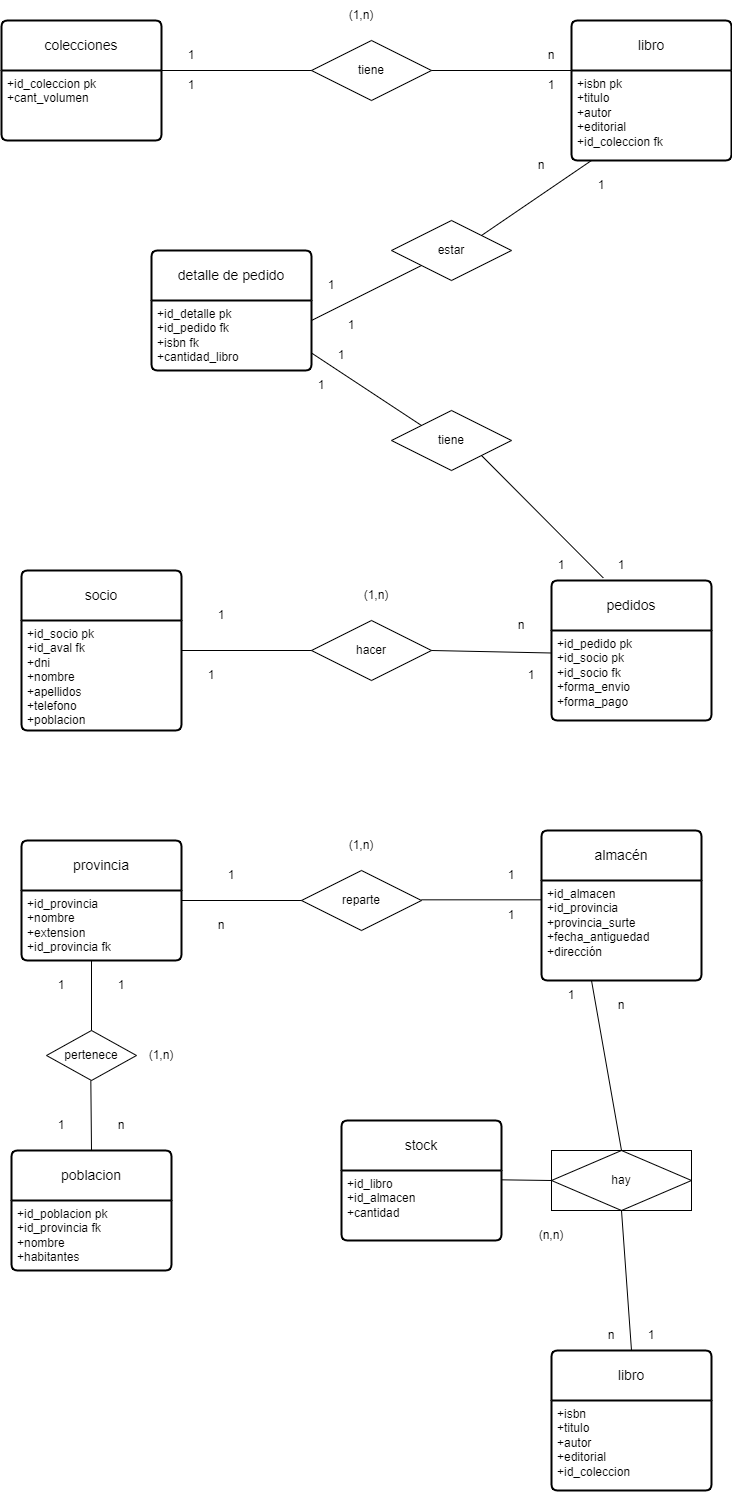 (1,n)
colecciones
+id_coleccion pk
+cant_volumen
1
1
tiene
n
1
libro
+isbn pk
+titulo
+autor
+editorial
+id_coleccion fk
n
1
estar
detalle de pedido
+id_detalle pk
+id_pedido fk
+isbn fk
+cantidad_libro
1
1
1
1
tiene
1
1
socio
+id_socio pk
+id_aval fk
+dni
+nombre
+apellidos
+telefono
+poblacion
1
1
(1,n)
hacer
n
1
pedidos
+id_pedido pk
+id_socio pk
+id_socio fk
+forma_envio
+forma_pago
provincia
+id_provincia
+nombre
+extension
+id_provincia fk
1
n
(1,n)
reparte
1
1
almacén
+id_almacen
+id_provincia
+provincia_surte
+fecha_antiguedad
+dirección
1
1
pertenece
(1,n)
1
n
poblacion
+id_poblacion pk
+id_provincia fk
+nombre
+habitantes
1
n
stock
+id_libro
+id_almacen
+cantidad
hay
(n,n)
n
1
libro
+isbn
+titulo
+autor
+editorial
+id_coleccion